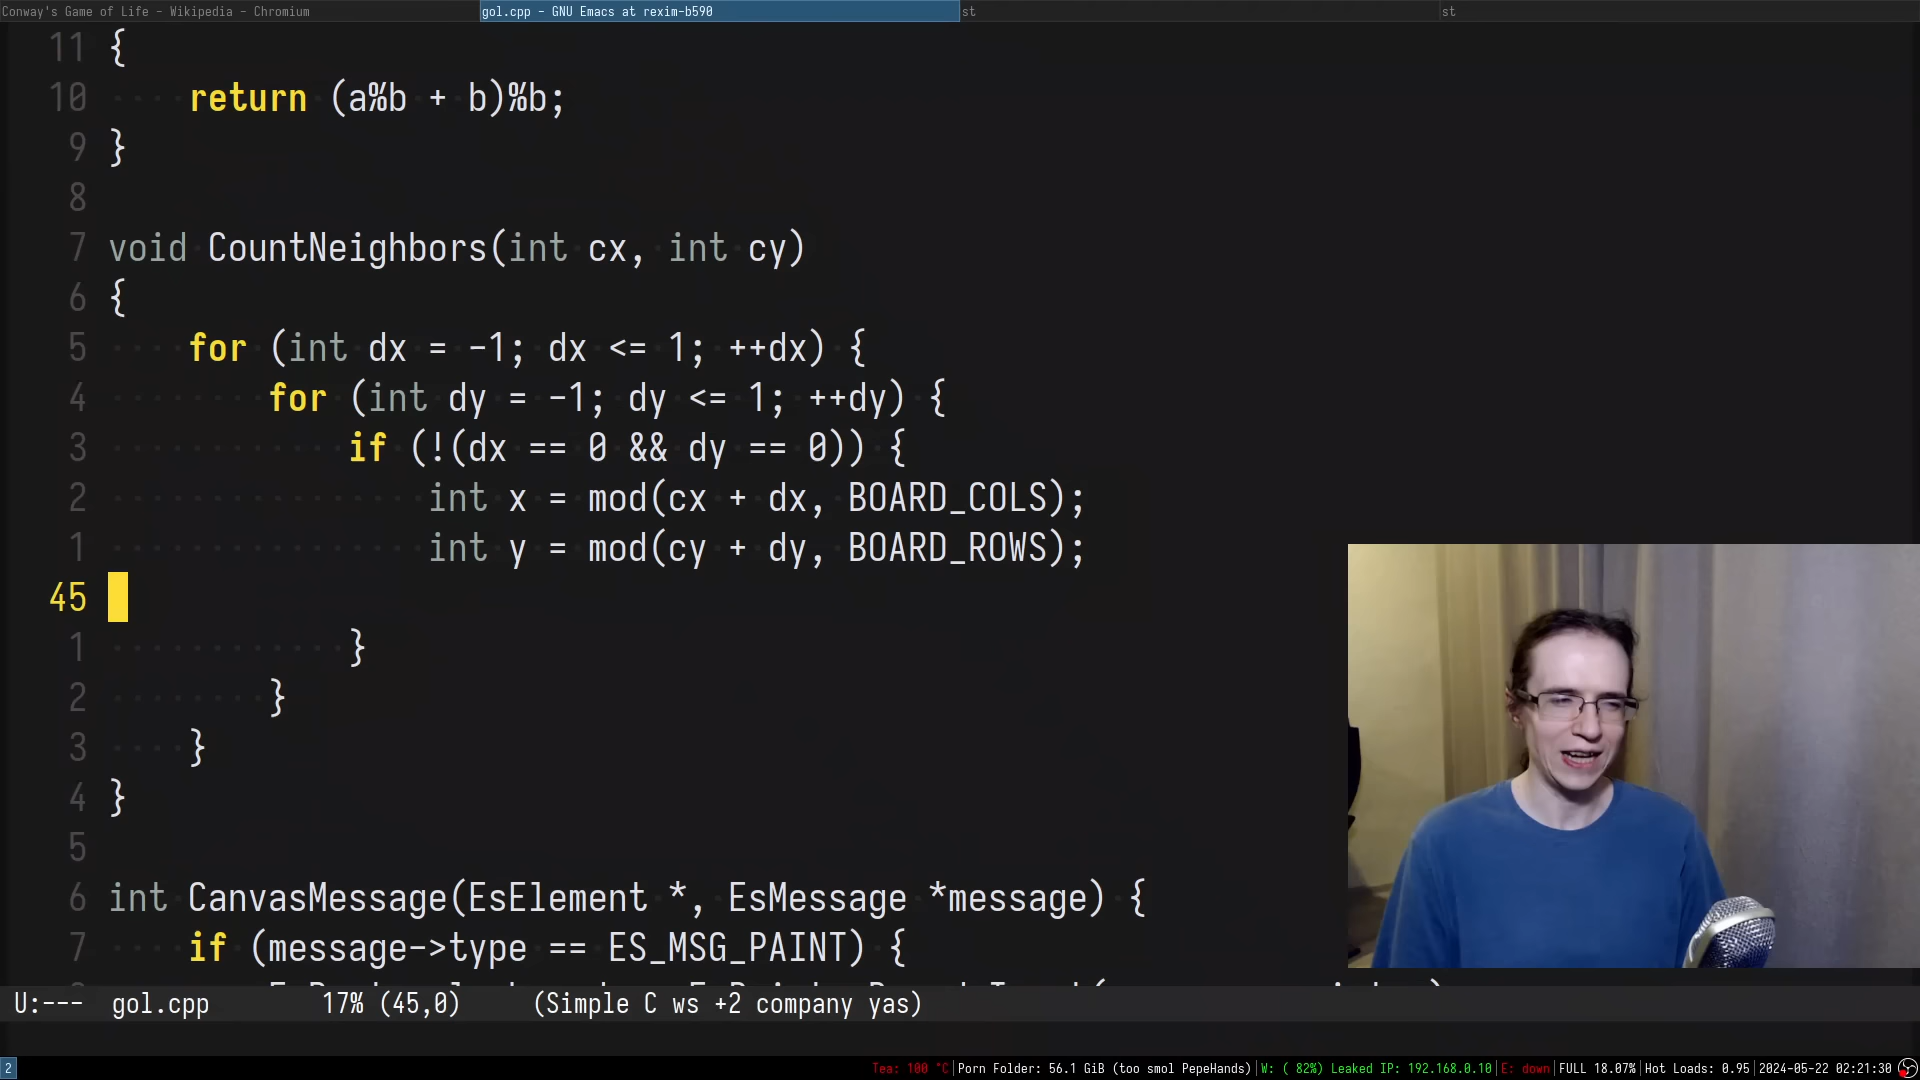 Conway's Game of Life - Wikipedia - Chromium
gol.cpp - GNU Emacs at rexim-b590
st
st
11 {
10 return (a%b + b)%b;
9 }
8
7 void CountNeighbors(int cx, int cy)
6 {
5 for (int dx = -1; dx <= 1; ++dx) {
4 for (int dy = -1; dy <= 1; ++dy) {
3 if (!(dx == 0 && dy == 0)) {
2 int x = mod(cx + dx, BOARD_COLS);
1 int y = mod(cy + dy, BOARD_ROWS);
45
1 }
2 }
3 }
4 }
5
6 int CanvasMessage(EsElement *, EsMessage *message) {
7 if (message->type == ES_MSG_PAINT) {
U:--- gol.cpp 17% (45,0) (Simple C ws +2 company yas)
2 Tea: 100 °C|Porn Folder: 56.1 GiB (too smol PepeHands)|W: ( 82%) Leaked IP: 192.168.0.10|E: down|FULL 18.07%|Hot Loads: 0.95|2024-05-22 02:21:30